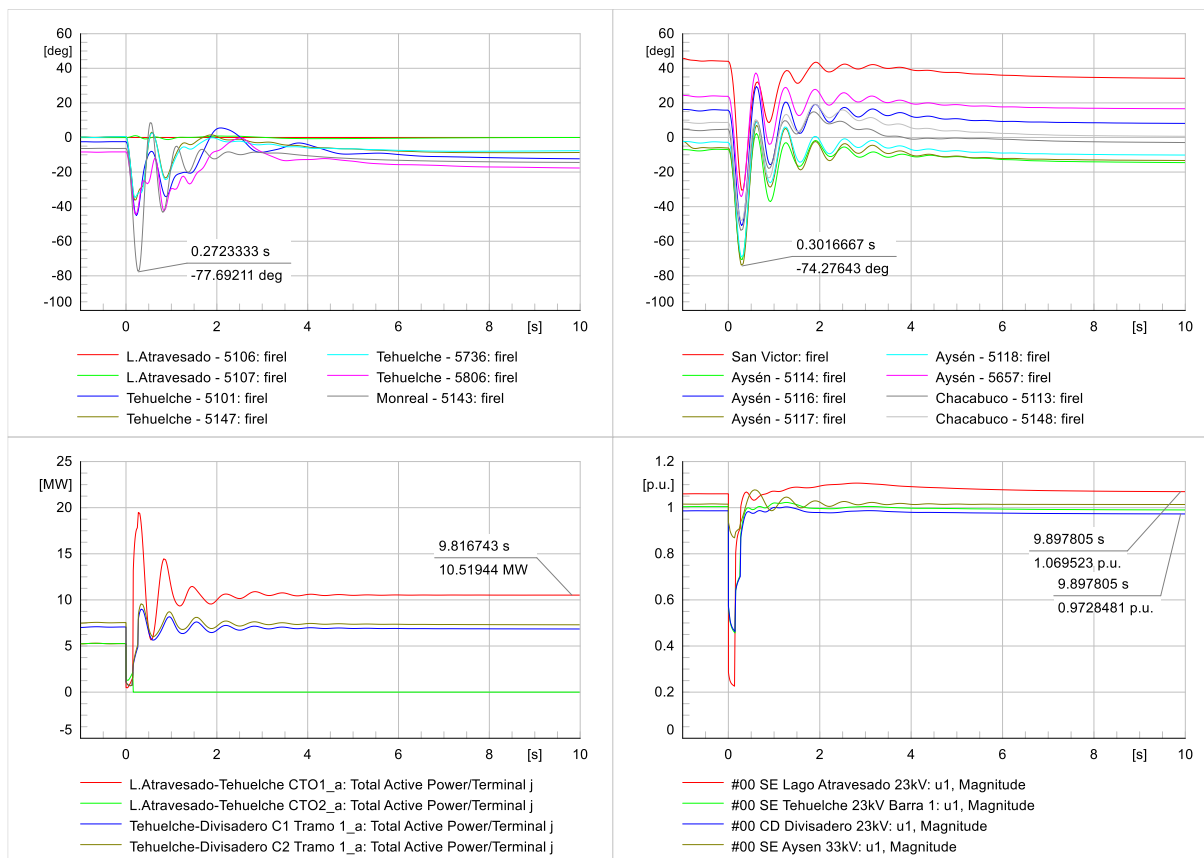 60
[deg]
40
20
0
-20
-40
-60
-80
-100
0.2723333 s
-77.69211 deg
0
2
4
6
8
[s]
10
L.Atravesado - 5106: firel
L.Atravesado - 5107: firel
Tehuelche - 5101: firel
Tehuelche - 5147: firel
Tehuelche - 5736: firel
Tehuelche - 5806: firel
Monreal - 5143: firel
60
[deg]
40
20
0
-20
-40
-60
-80
-100
0.3016667 s
-74.27643 deg
0
2
4
6
8
[s]
10
San Victor: firel
Aysén - 5114: firel
Aysén - 5116: firel
Aysén - 5117: firel
Aysén - 5118: firel
Aysén - 5657: firel
Chacabuco - 5113: firel
Chacabuco - 5148: firel
25
[MW]
20
15
10
5
0
-5
9.816743 s
10.51944 MW
0
2
4
6
8
[s]
10
L.Atravesado-Tehuelche CTO1_a: Total Active Power/Terminal j
L.Atravesado-Tehuelche CTO2_a: Total Active Power/Terminal j
Tehuelche-Divisadero C1 Tramo 1_a: Total Active Power/Terminal j
Tehuelche-Divisadero C2 Tramo 1_a: Total Active Power/Terminal j
1.2
[p.u.]
1
0.8
0.6
0.4
0.2
0
9.897805 s
1.069523 p.u.
9.897805 s
0.9728481 p.u.
0
2
4
6
8
[s]
10
#00 SE Lago Atravesado 23kV: u1, Magnitude
#00 SE Tehuelche 23kV Barra 1: u1, Magnitude
#00 CD Divisadero 23kV: u1, Magnitude
#00 SE Aysen 33kV: u1, Magnitude